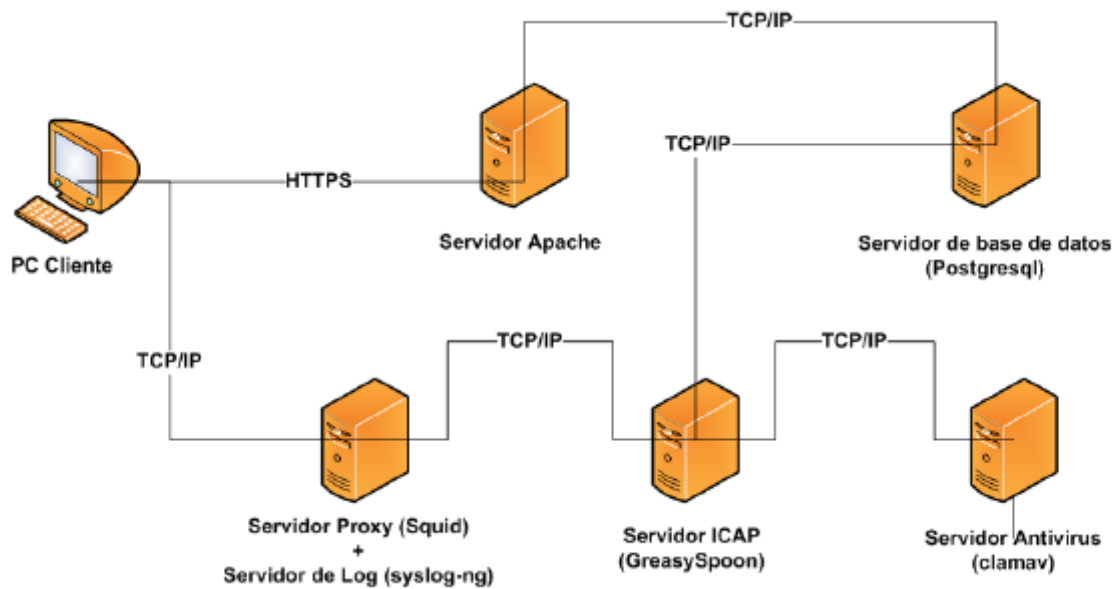 TCP/IP
TCP/IP
HTTPS
Servidor Apache
Servidor de base de datos
(Postgresql)
PC Cliente
TCP/IP
TCP/IP
TCP/IP
Servidor Proxy (Squid)
+
Servidor de Log (syslog-ng)
Servidor ICAP
(GreasySpoon)
Servidor Antivirus
(clamav)